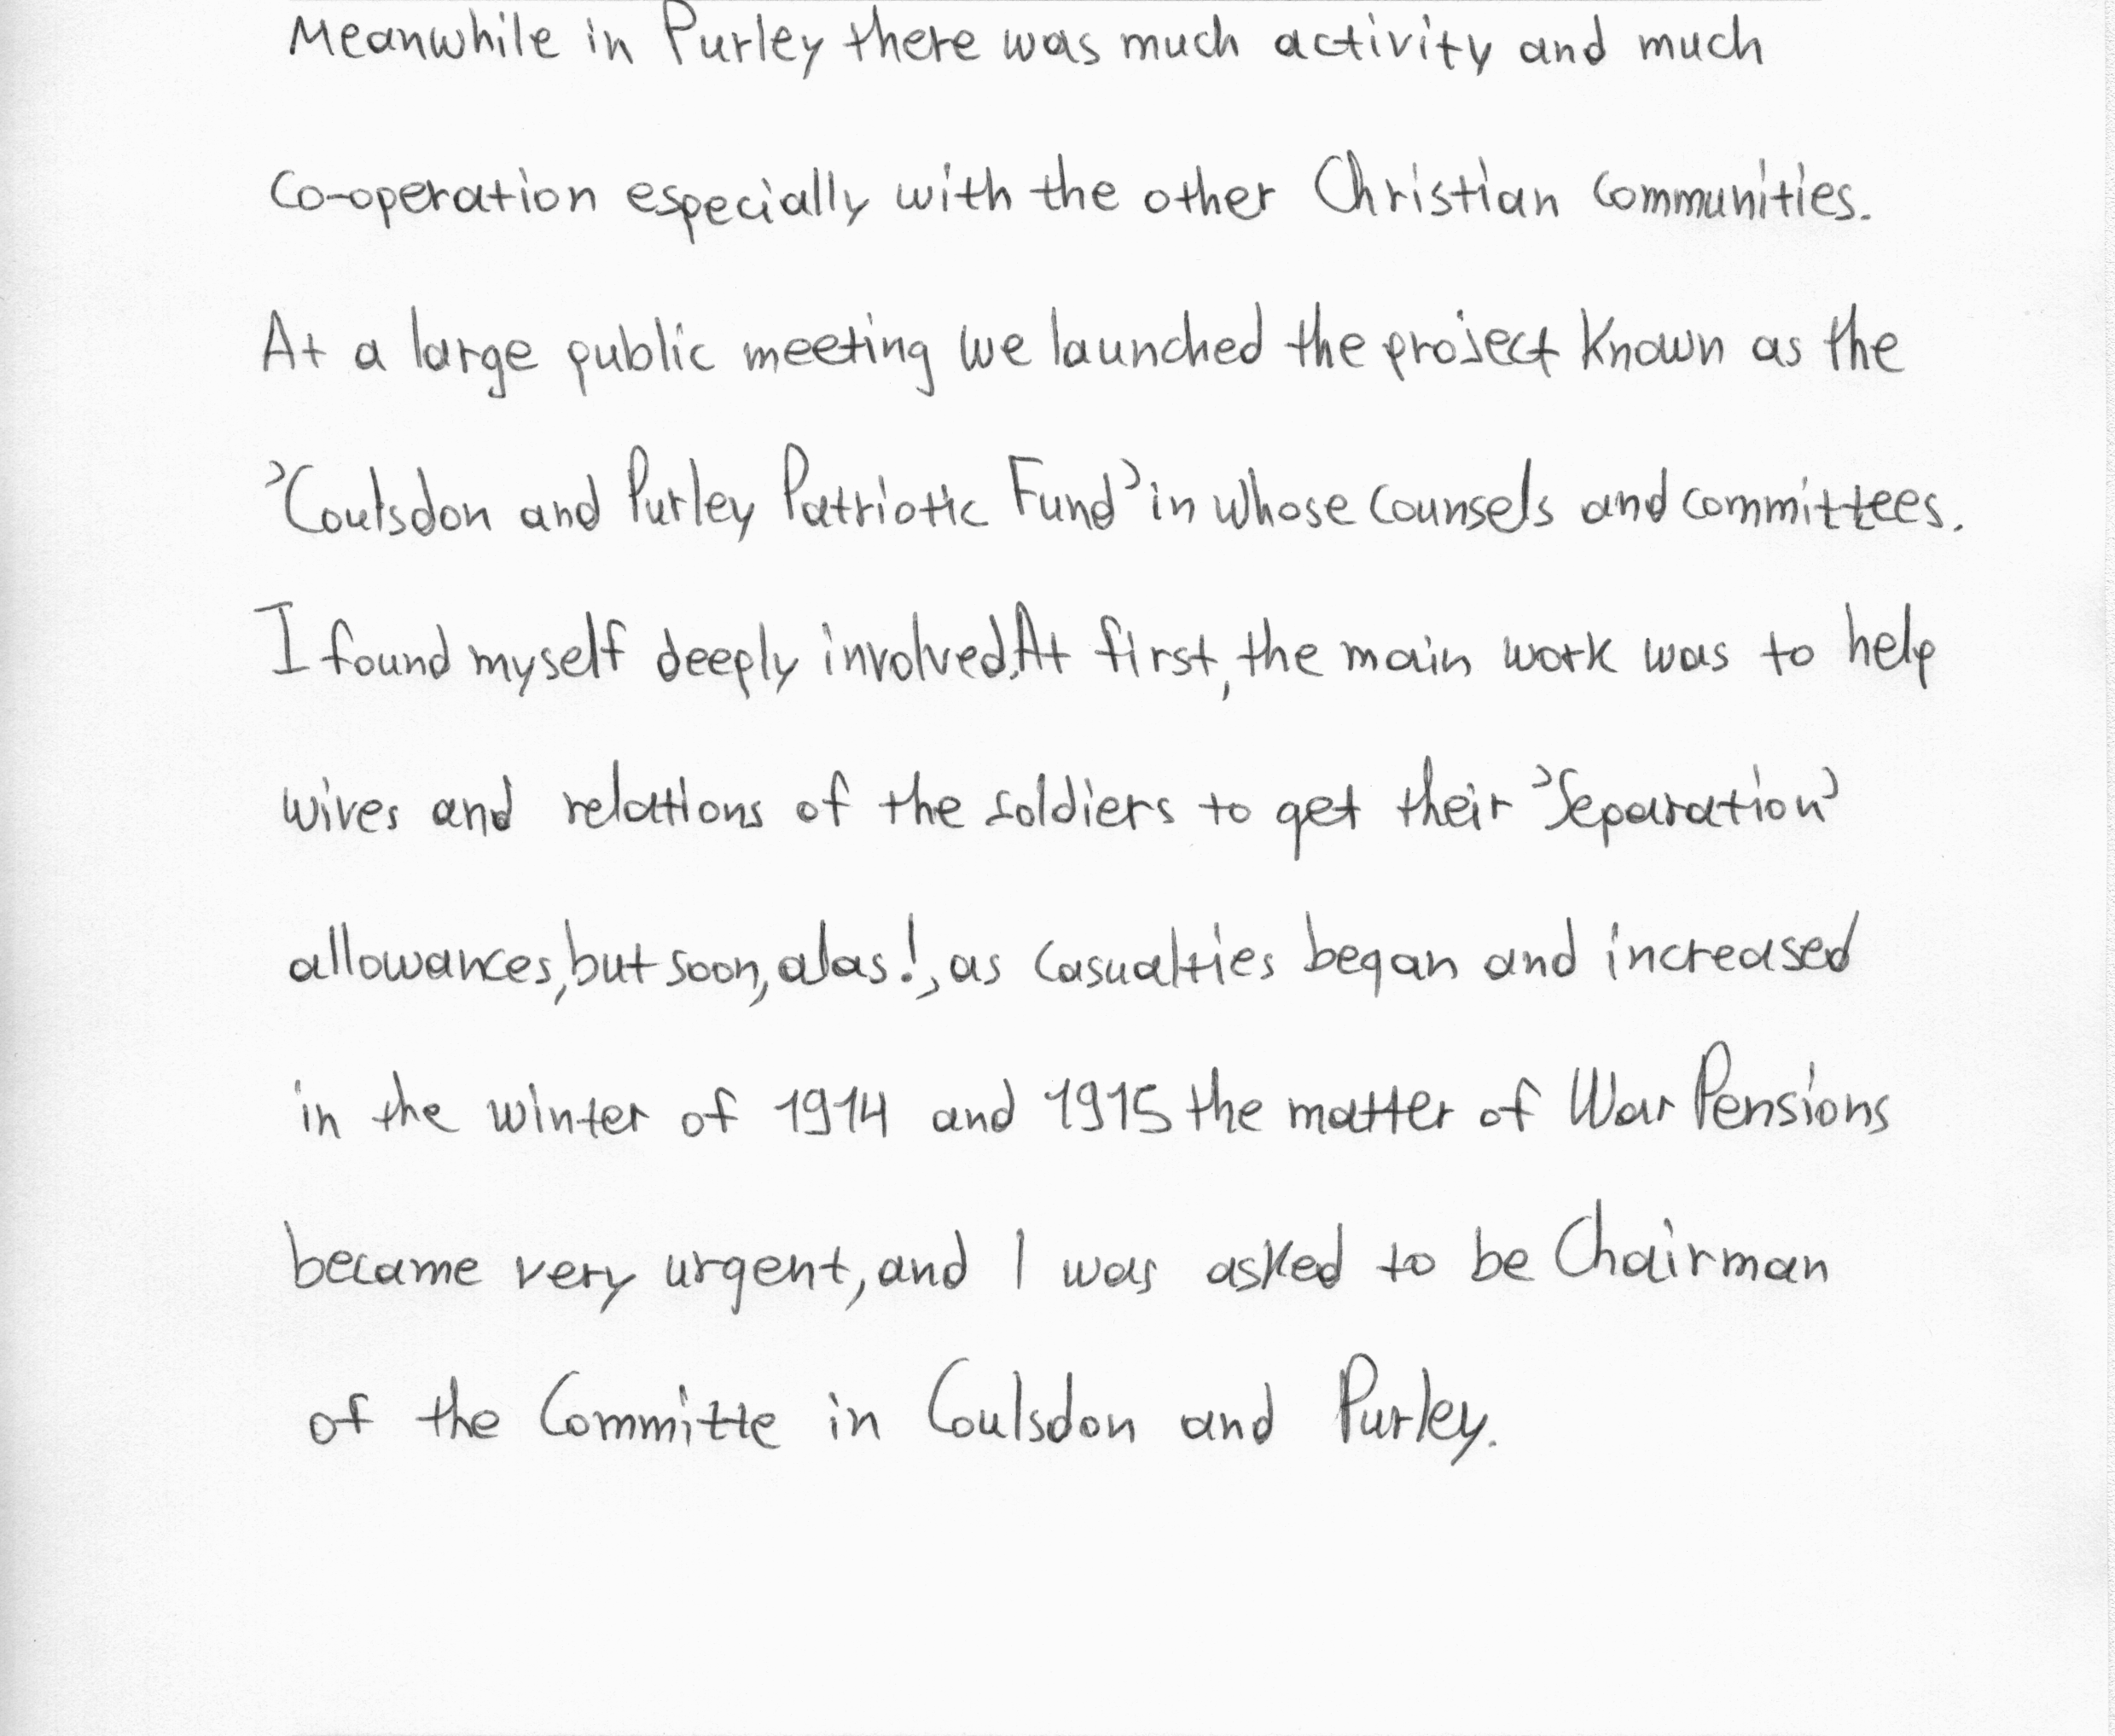 Meanwhile in Purley there was much activity and much
co-operation especially with the other Christian communities.
At a large public meeting we launched the project known as the
'Coulsdon and Purley Patriotic Fund' in whose counsels and committees.
I found myself deeply involved. At first, the main work was to help
wives and relations of the soldiers to get their 'Separation'
allowances, but soon, alas!, as casualties began and increased
in the winter of 1914 and 1915 the matter of War Pensions
became very urgent, and I was asked to be Chairman
of the Committe in Coulsdon and Purley.